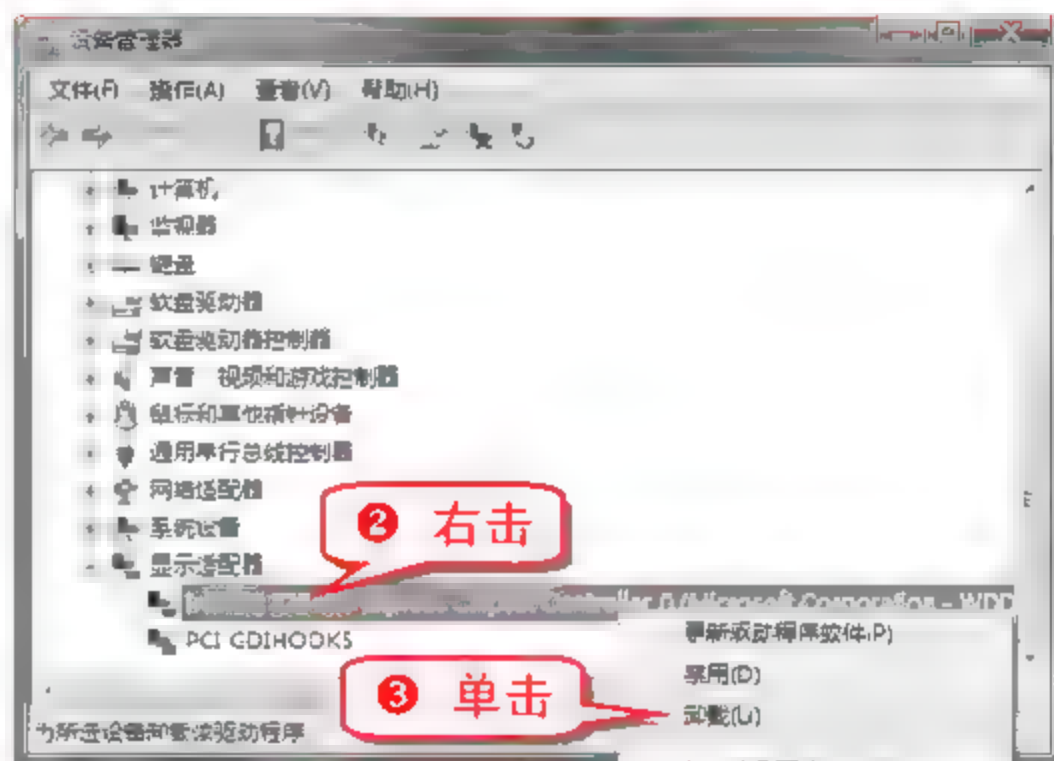 设备管理器
文件(F) 操作(A) 查看(V) 帮助(H)
计算机
监视器
硬盘
软盘驱动器
软盘驱动器控制器
声音、视频和游戏控制器
鼠标和其他指针设备
通用串行总线控制器
网络适配器
系统设备
显示适配器
❷ 右击
(Microsoft Corporation - WDD
PCI GDIHOOK5
更新驱动程序软件(P)
禁用(D)
❸ 单击
卸载(U)
为所选设备卸载驱动程序